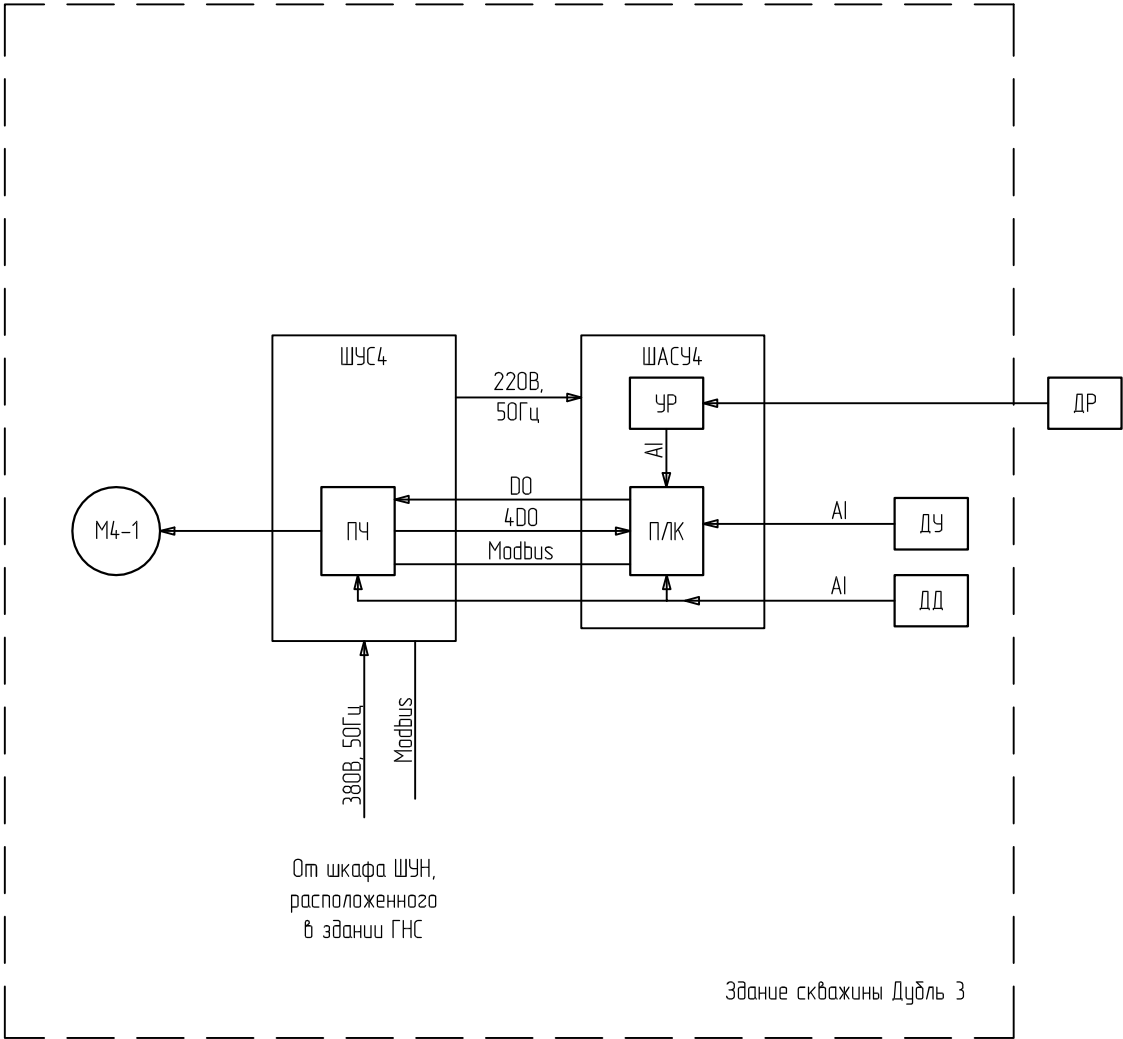 ШУС4
ШАСУ4
220В,
50Гц
УР
ДР
AI
DO
4DO
Modbus
М4-1
ПЧ
ПЛК
AI
ДУ
AI
ДД
380В, 50Гц
Modbus
От шкафа ШУН,
расположенного
в здании ГНС
Здание скважины Дубль 3